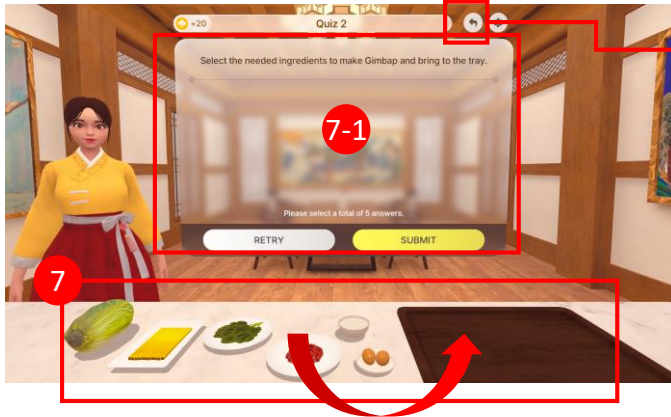 +20
Quiz 2
Select the needed ingredients to make Gimbap and bring to the tray.
7-1
Please select a total of 5 answers.
RETRY
SUBMIT
7